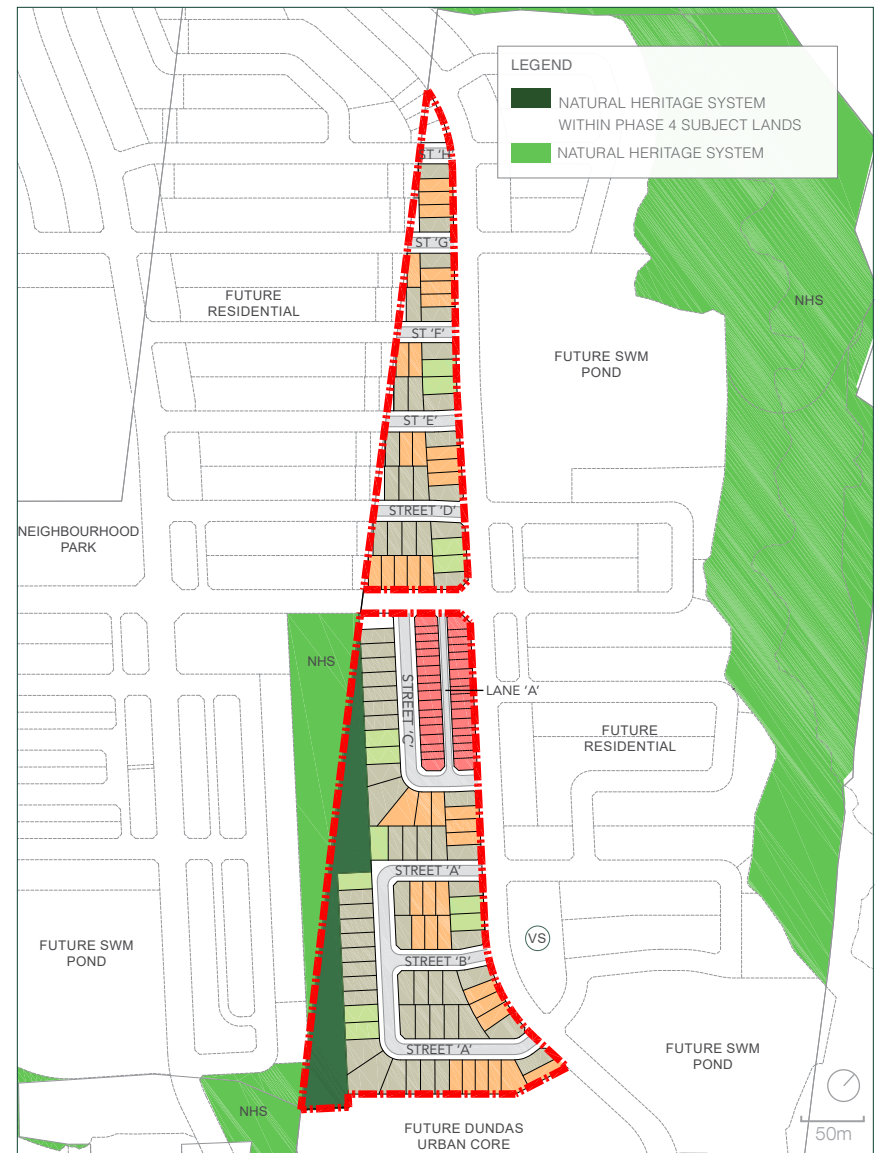 LEGEND
NATURAL HERITAGE SYSTEM
WITHIN PHASE 4 SUBJECT LANDS
NATURAL HERITAGE SYSTEM
ST 'H'
ST 'G'
FUTURE
RESIDENTIAL
NHS
ST 'F'
FUTURE SWM
POND
ST 'E'
STREET 'D'
NEIGHBOURHOOD
PARK
NHS
STREET 'C'
LANE 'A'
FUTURE
RESIDENTIAL
STREET 'A'
VS
FUTURE SWM
POND
STREET 'B'
STREET 'A'
FUTURE SWM
POND
NHS
FUTURE DUNDAS
URBAN CORE
50m